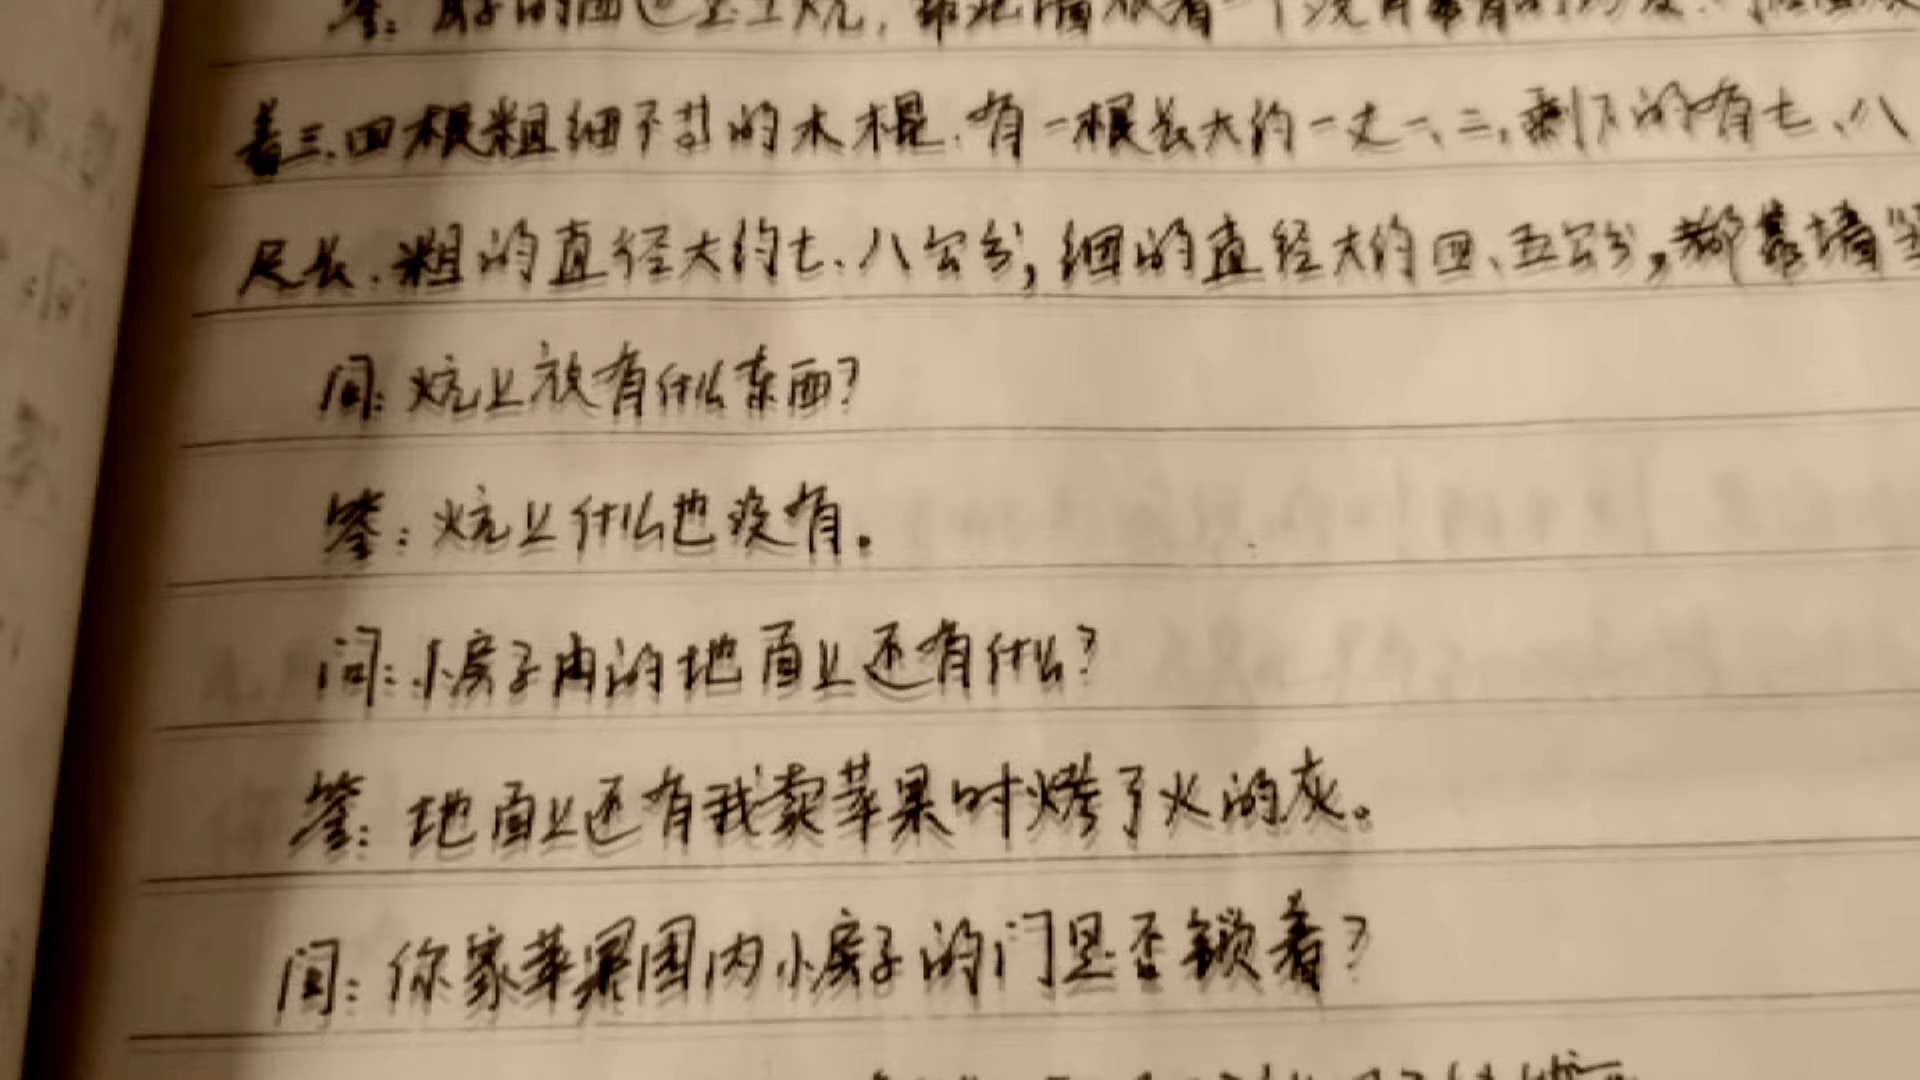 着三、四根粗细不等的木棍，有一根长大约一丈一、二，剩下的有七、八
尺长，粗的直径大约七、八公分，细的直径大约四、五公分，都靠墙
问：炕上放有什么东西？
答：炕上什么也没有。
问：小房子内的地面上还有什么？
答：地面上还有我卖苹果时烤了火的灰。
问：你家苹果园内小房子的门是否锁着？